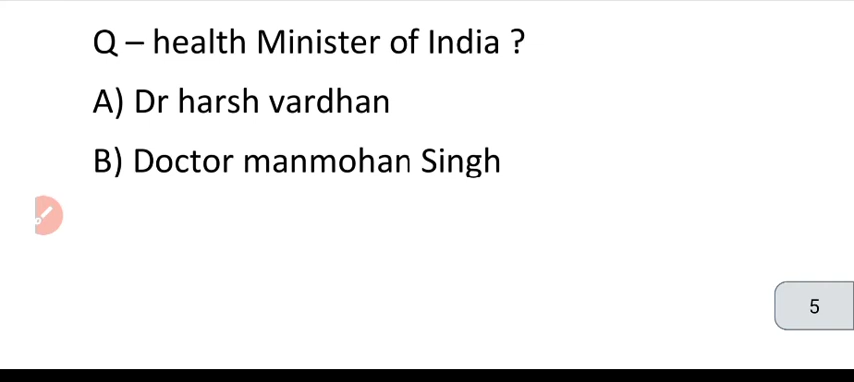 Q – health Minister of India ?
A) Dr harsh vardhan
B) Doctor manmohan Singh
5